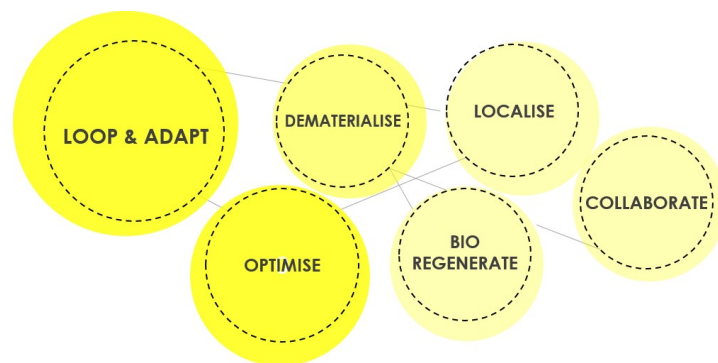 LOOP & ADAPT
DEMATERIALISE
LOCALISE
COLLABORATE
OPTIMISE
BIO
REGENERATE